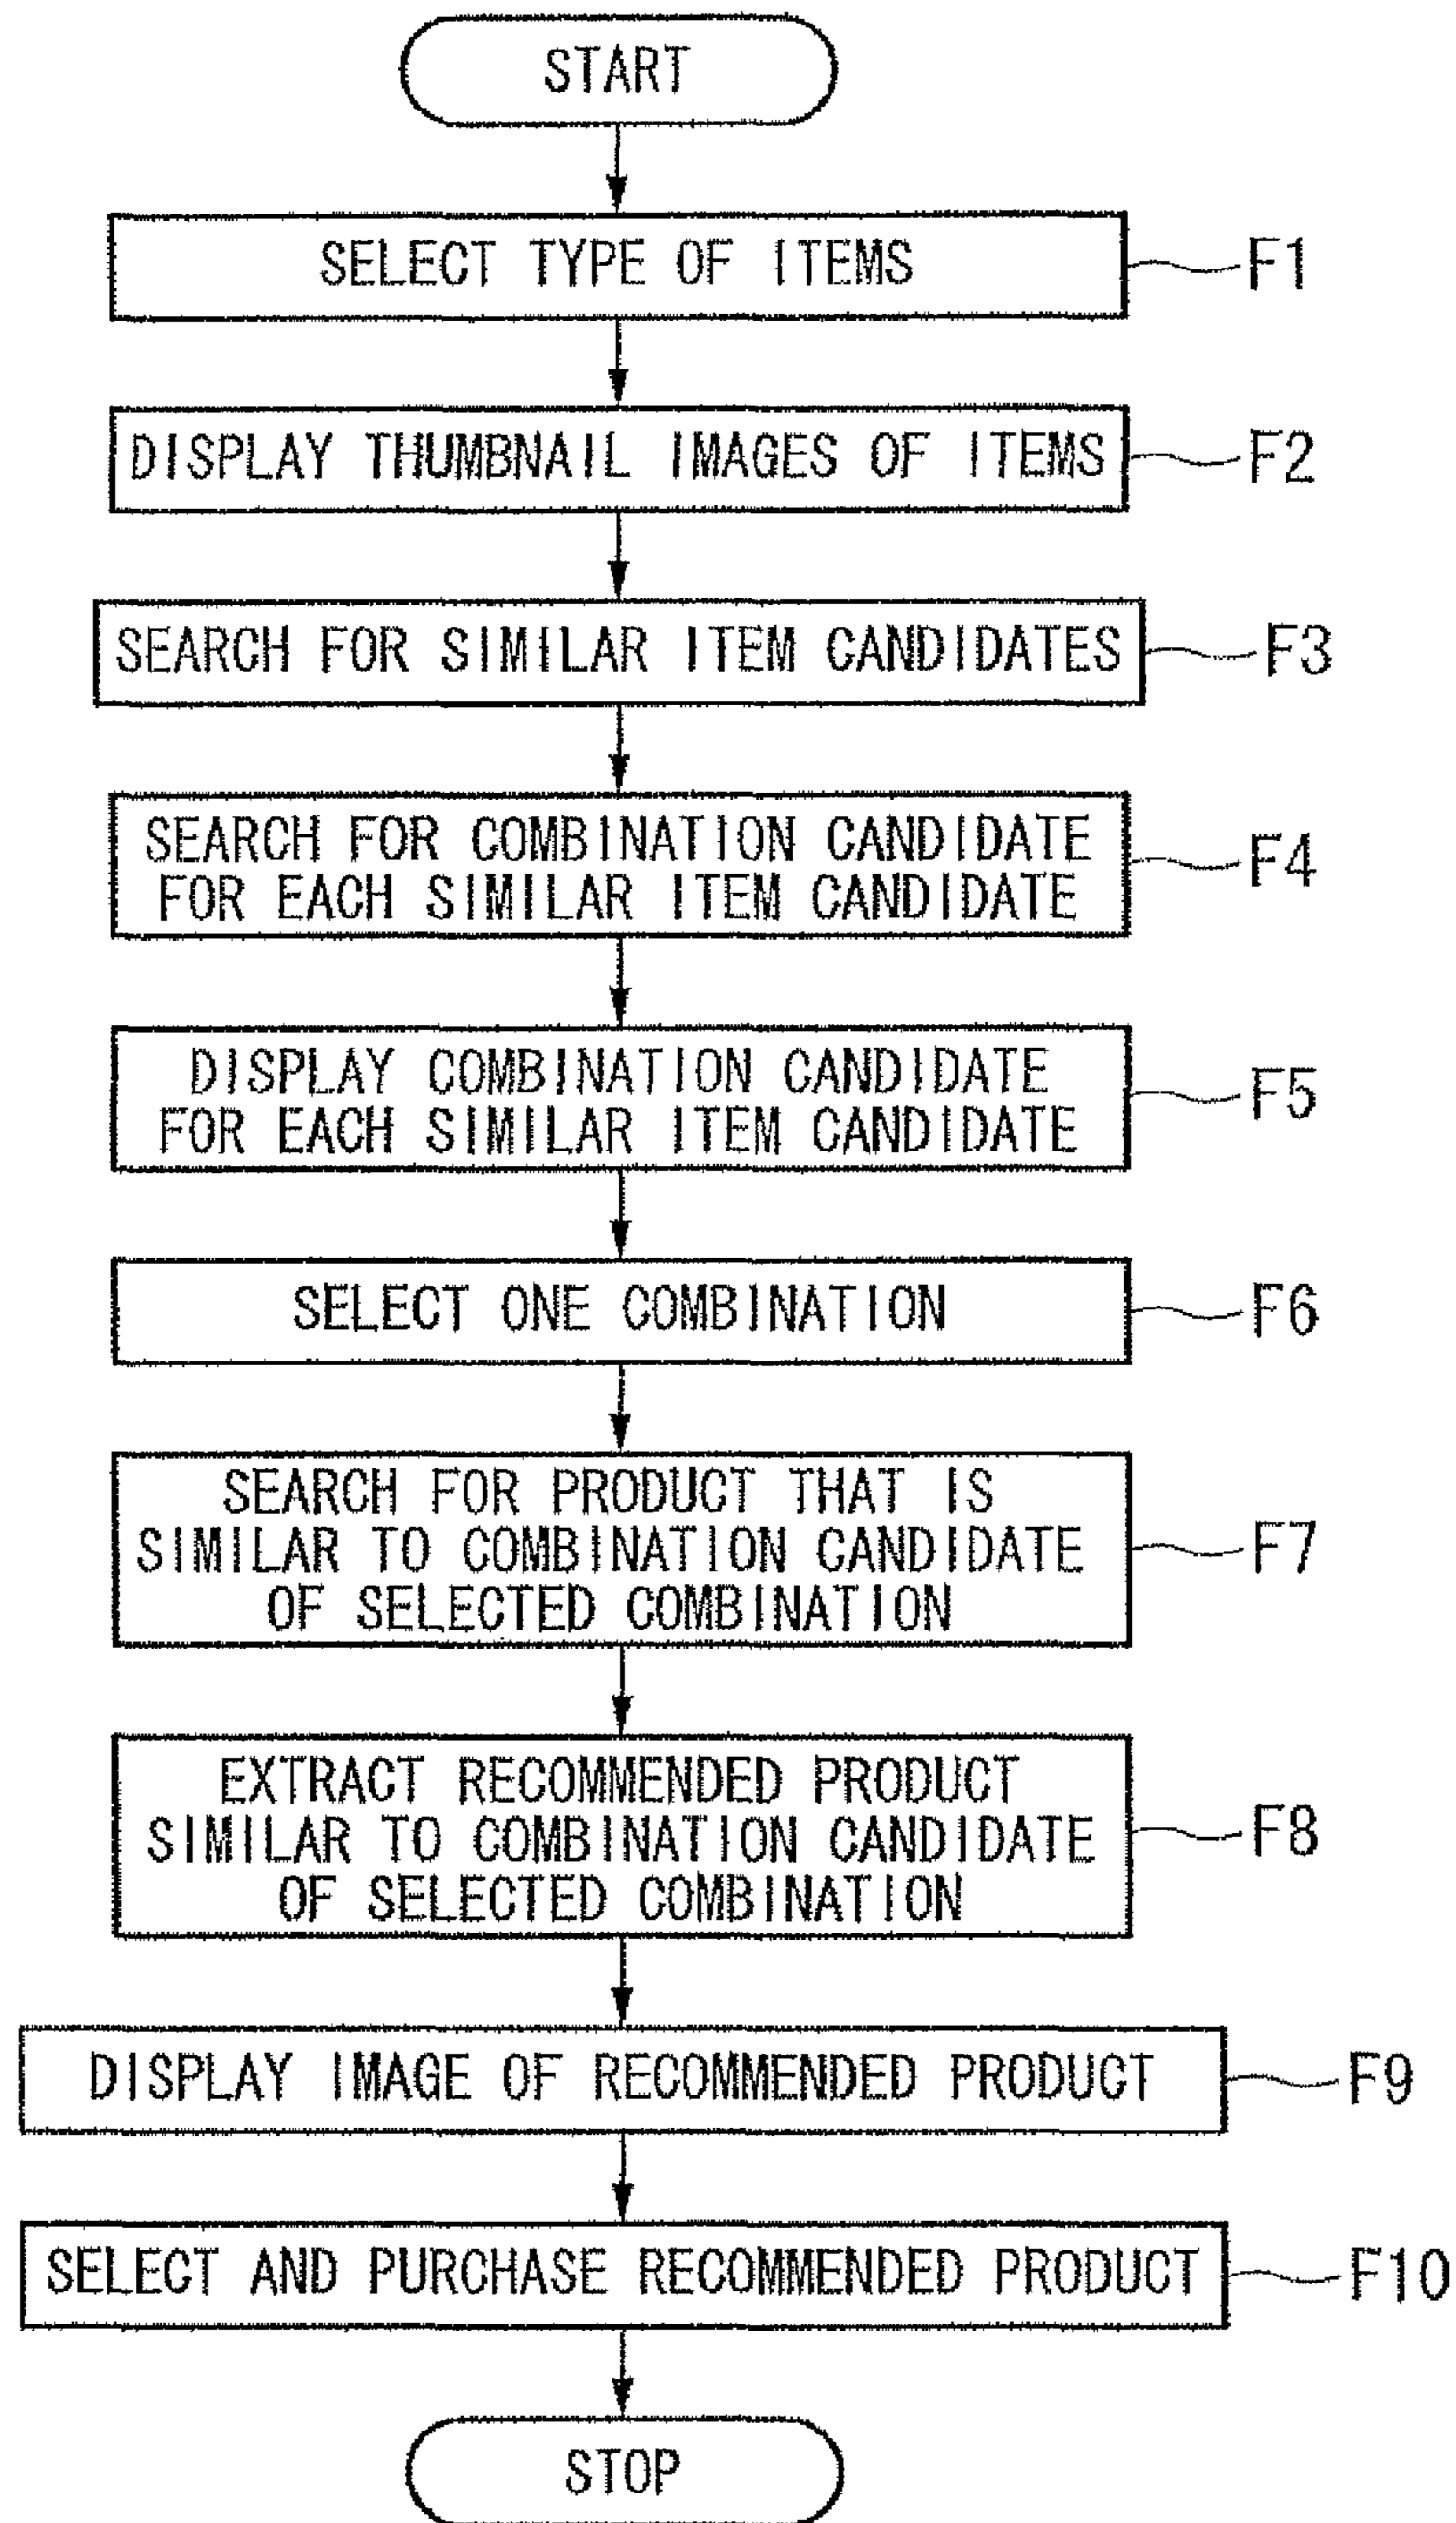 START
SELECT TYPE OF ITEMS
F1
DISPLAY THUMBNAIL IMAGES OF ITEMS
F2
SEARCH FOR SIMILAR ITEM CANDIDATES
F3
SEARCH FOR COMBINATION CANDIDATE
FOR EACH SIMILAR ITEM CANDIDATE
F4
DISPLAY COMBINATION CANDIDATE
FOR EACH SIMILAR ITEM CANDIDATE
F5
SELECT ONE COMBINATION
F6
SEARCH FOR PRODUCT THAT IS
SIMILAR TO COMBINATION CANDIDATE
OF SELECTED COMBINATION
F7
EXTRACT RECOMMENDED PRODUCT
SIMILAR TO COMBINATION CANDIDATE
OF SELECTED COMBINATION
F8
DISPLAY IMAGE OF RECOMMENDED PRODUCT
F9
SELECT AND PURCHASE RECOMMENDED PRODUCT
F10
STOP